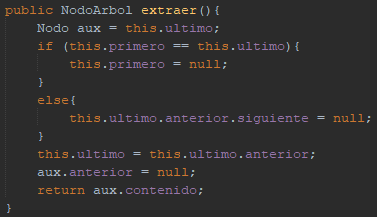 public NodoArbol extraer(){
    Nodo aux = this.ultimo;
    if (this.primero == this.ultimo){
        this.primero = null;
    }
    else{
        this.ultimo.anterior.siguiente = null;
    }
    this.ultimo = this.ultimo.anterior;
    aux.anterior = null;
    return aux.contenido;
}